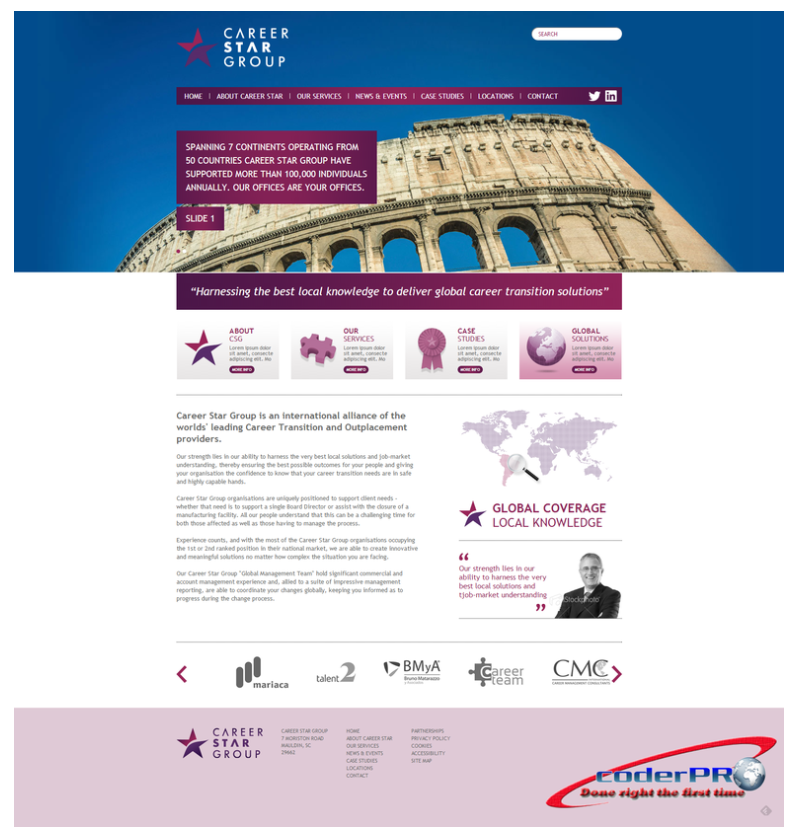 CAREER
STAR
GROUP
SEARCH
HOME | ABOUT CAREER STAR | OUR SERVICES | NEWS & EVENTS | CASE STUDIES | LOCATIONS | CONTACT
in
SPANNING 7 CONTINENTS OPERATING FROM
50 COUNTRIES CAREER STAR GROUP HAVE
SUPPORTED MORE THAN 100,000 INDIVIDUALS
ANNUALLY. OUR OFFICES ARE YOUR OFFICES.
SLIDE 1
“Harnessing the best local knowledge to deliver global career transition solutions”
ABOUT
CSG
Lorem ipsum dolor
sit amet, consecte
adipiscing elit. Mo
MORE INFO
OUR
SERVICES
Lorem ipsum dolor
sit amet, consecte
adipiscing elit. Mo
MORE INFO
CASE
STUDIES
Lorem ipsum dolor
sit amet, consecte
adipiscing elit. Mo
MORE INFO
GLOBAL
SOLUTIONS
Lorem ipsum dolor
sit amet, consecte
adipiscing elit. Mo
MORE INFO
Career Star Group is an international alliance of the
worlds' leading Career Transition and Outplacement
providers.
Our strength lies in our ability to harness the very best local solutions and job-market
understanding, thereby ensuring the best possible outcomes for your people and giving
your organisation the confidence to know that your career transition needs are in safe
and highly capable hands.
Career Star Group organisations are uniquely positioned to support client needs -
whether that need is to support a single Board Director or assist with the closure of a
manufacturing facility. All our people understand that this can be a challenging time for
both those affected as well as those having to manage the process.
Experience counts, and with the most of the Career Star Group organisations occupying
the 1st or 2nd ranked position in their national market, we are able to create innovative
and meaningful solutions no matter how complex the situation you are facing.
Our Career Star Group "Global Management Team" hold significant commercial and
account management experience and, allied to a suite of impressive management
reporting, are able to coordinate your changes globally, keeping you informed as to
progress during the change process.
GLOBAL COVERAGE
LOCAL KNOWLEDGE
“
Our strength lies in our
ability to harness the very
best local solutions and
tjob-market understanding
”
mariaca
talent2
BMyA
Bruno Matarazzo
career
team
CMC
CAREER MANAGEMENT CONSULTANTS
CAREER
STAR
GROUP
CAREER STAR GROUP
7 MORISTON ROAD
MAULDIN, SC
29662
HOME
ABOUT CAREER STAR
OUR SERVICES
NEWS & EVENTS
CASE STUDIES
LOCATIONS
CONTACT
PARTNERSHIPS
PRIVACY POLICY
COOKIES
ACCESSIBILITY
SITE MAP
coderPRO
Done right the first time